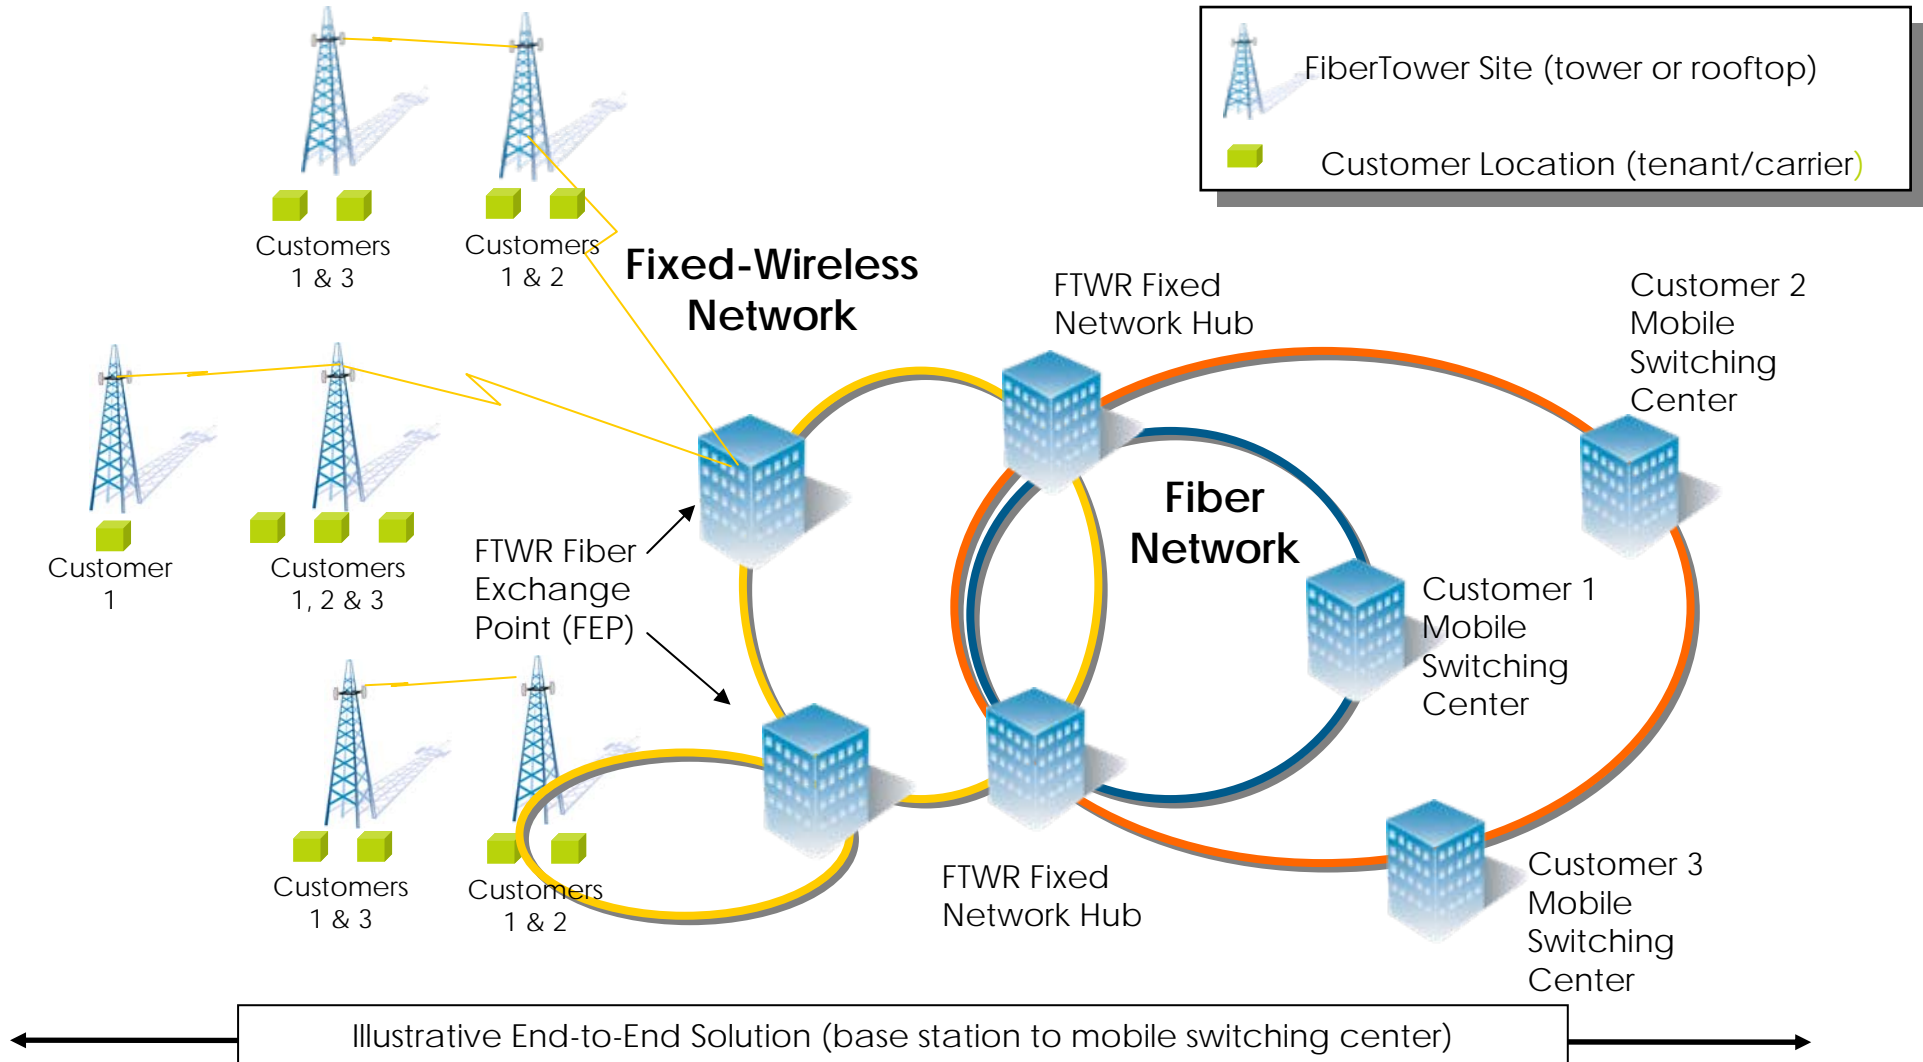 FiberTower Site (tower or rooftop)
Customer Location (tenant/carrier)
Customers
1 & 3
Customers
1 & 2
Fixed-Wireless
Network
FTWR Fixed
Network Hub
Customer 2
Mobile
Switching
Center
Customer
1
Customers
1, 2 & 3
FTWR Fiber
Exchange
Point (FEP)
Fiber
Network
Customer 1
Mobile
Switching
Center
Customers
1 & 3
Customers
1 & 2
FTWR Fixed
Network Hub
Customer 3
Mobile
Switching
Center
Illustrative End-to-End Solution (base station to mobile switching center)